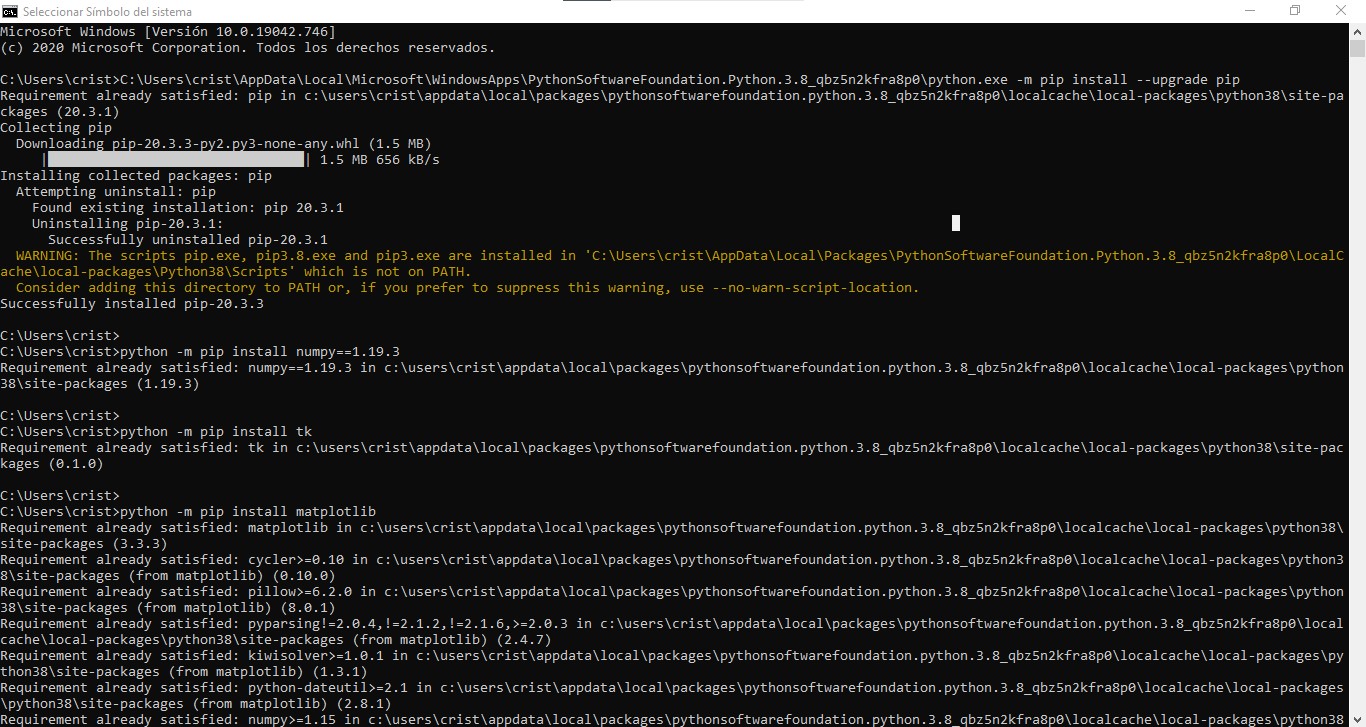 Seleccionar Símbolo del sistema
Microsoft Windows [Versión 10.0.19042.746]
(c) 2020 Microsoft Corporation. Todos los derechos reservados.
C:\Users\crist>C:\Users\crist\AppData\Local\Microsoft\WindowsApps\PythonSoftwareFoundation.Python.3.8_qbz5n2kfra8p0\python.exe -m pip install --upgrade pip
Requirement already satisfied: pip in c:\users\crist\appdata\local\packages\pythonsoftwarefoundation.python.3.8_qbz5n2kfra8p0\localcache\local-packages\python38\site-pa
ckages (20.3.1)
Collecting pip
  Downloading pip-20.3.3-py2.py3-none-any.whl (1.5 MB)
     |████████████████████████████████| 1.5 MB 656 kB/s
Installing collected packages: pip
  Attempting uninstall: pip
    Found existing installation: pip 20.3.1
    Uninstalling pip-20.3.1:
      Successfully uninstalled pip-20.3.1
  WARNING: The scripts pip.exe, pip3.8.exe and pip3.exe are installed in 'C:\Users\crist\AppData\Local\Packages\PythonSoftwareFoundation.Python.3.8_qbz5n2kfra8p0\LocalC
ache\local-packages\Python38\Scripts' which is not on PATH.
  Consider adding this directory to PATH or, if you prefer to suppress this warning, use --no-warn-script-location.
Successfully installed pip-20.3.3
C:\Users\crist>
C:\Users\crist>python -m pip install numpy==1.19.3
Requirement already satisfied: numpy==1.19.3 in c:\users\crist\appdata\local\packages\pythonsoftwarefoundation.python.3.8_qbz5n2kfra8p0\localcache\local-packages\python
38\site-packages (1.19.3)
C:\Users\crist>
C:\Users\crist>python -m pip install tk
Requirement already satisfied: tk in c:\users\crist\appdata\local\packages\pythonsoftwarefoundation.python.3.8_qbz5n2kfra8p0\localcache\local-packages\python38\site-pac
kages (0.1.0)
C:\Users\crist>
C:\Users\crist>python -m pip install matplotlib
Requirement already satisfied: matplotlib in c:\users\crist\appdata\local\packages\pythonsoftwarefoundation.python.3.8_qbz5n2kfra8p0\localcache\local-packages\python38\
site-packages (3.3.3)
Requirement already satisfied: cycler>=0.10 in c:\users\crist\appdata\local\packages\pythonsoftwarefoundation.python.3.8_qbz5n2kfra8p0\localcache\local-packages\python3
8\site-packages (from matplotlib) (0.10.0)
Requirement already satisfied: pillow>=6.2.0 in c:\users\crist\appdata\local\packages\pythonsoftwarefoundation.python.3.8_qbz5n2kfra8p0\localcache\local-packages\python
38\site-packages (from matplotlib) (8.0.1)
Requirement already satisfied: pyparsing!=2.0.4,!=2.1.2,!=2.1.6,>=2.0.3 in c:\users\crist\appdata\local\packages\pythonsoftwarefoundation.python.3.8_qbz5n2kfra8p0\local
cache\local-packages\python38\site-packages (from matplotlib) (2.4.7)
Requirement already satisfied: kiwisolver>=1.0.1 in c:\users\crist\appdata\local\packages\pythonsoftwarefoundation.python.3.8_qbz5n2kfra8p0\localcache\local-packages\py
thon38\site-packages (from matplotlib) (1.3.1)
Requirement already satisfied: python-dateutil>=2.1 in c:\users\crist\appdata\local\packages\pythonsoftwarefoundation.python.3.8_qbz5n2kfra8p0\localcache\local-packages
\python38\site-packages (from matplotlib) (2.8.1)
Requirement already satisfied: numpy>=1.15 in c:\users\crist\appdata\local\packages\pythonsoftwarefoundation.python.3.8_qbz5n2kfra8p0\localcache\local-packages\python38